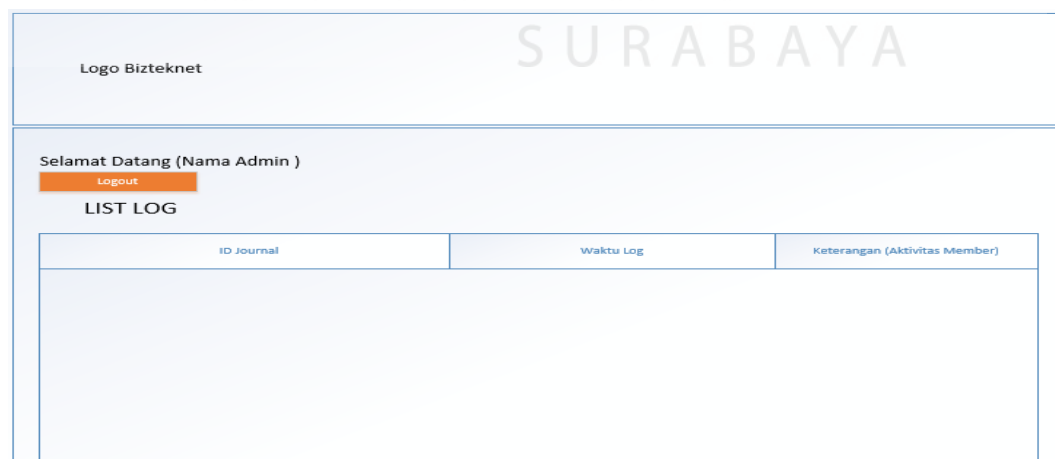 SURABAYA
Logo Bizteknet
Selamat Datang (Nama Admin )
Logout
LIST LOG
ID Journal
Waktu Log
Keterangan (Aktivitas Member)